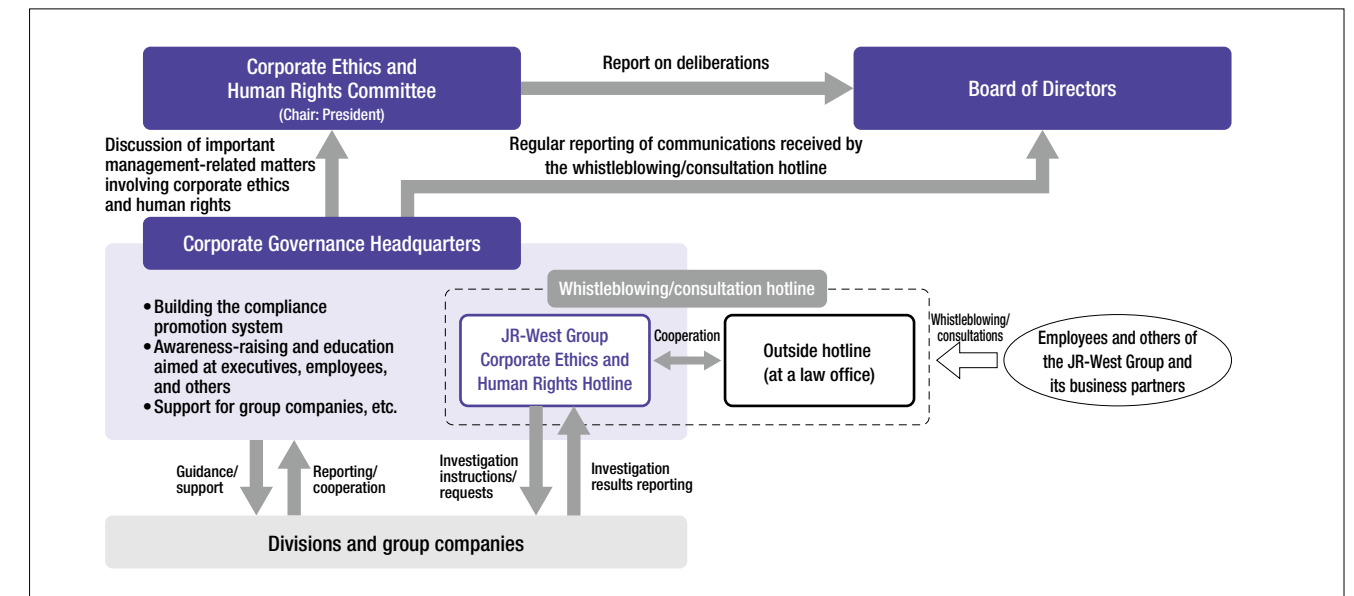 Corporate Ethics and
Human Rights Committee
(Chair: President)
Report on deliberations
Board of Directors
Discussion of important
management-related matters
involving corporate ethics
and human rights
Regular reporting of communications received by
the whistleblowing/consultation hotline
Corporate Governance Headquarters
• Building the compliance
promotion system
• Awareness-raising and education
aimed at executives, employees,
and others
• Support for group companies, etc.
Whistleblowing/consultation hotline
JR-West Group
Corporate Ethics and
Human Rights Hotline
Cooperation
Outside hotline
(at a law office)
Whistleblowing/
consultations
Employees and others of
the JR-West Group and
its business partners
Guidance/
support
Reporting/
cooperation
Investigation
instructions/
requests
Investigation
results reporting
Divisions and group companies